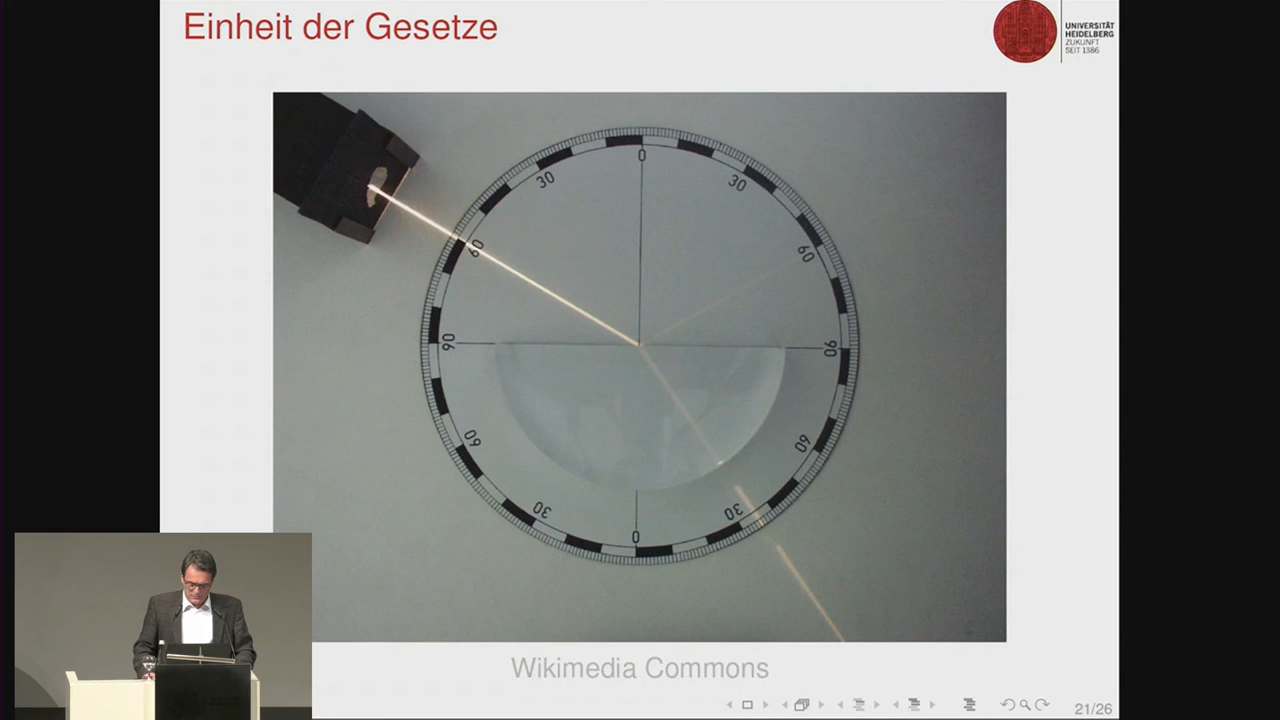 Einheit der Gesetze
UNIVERSITÄT
HEIDELBERG
ZUKUNFT
SEIT 1386
0
30
30
60
60
90
90
60
60
30
30
0
Wikimedia Commons
21/26